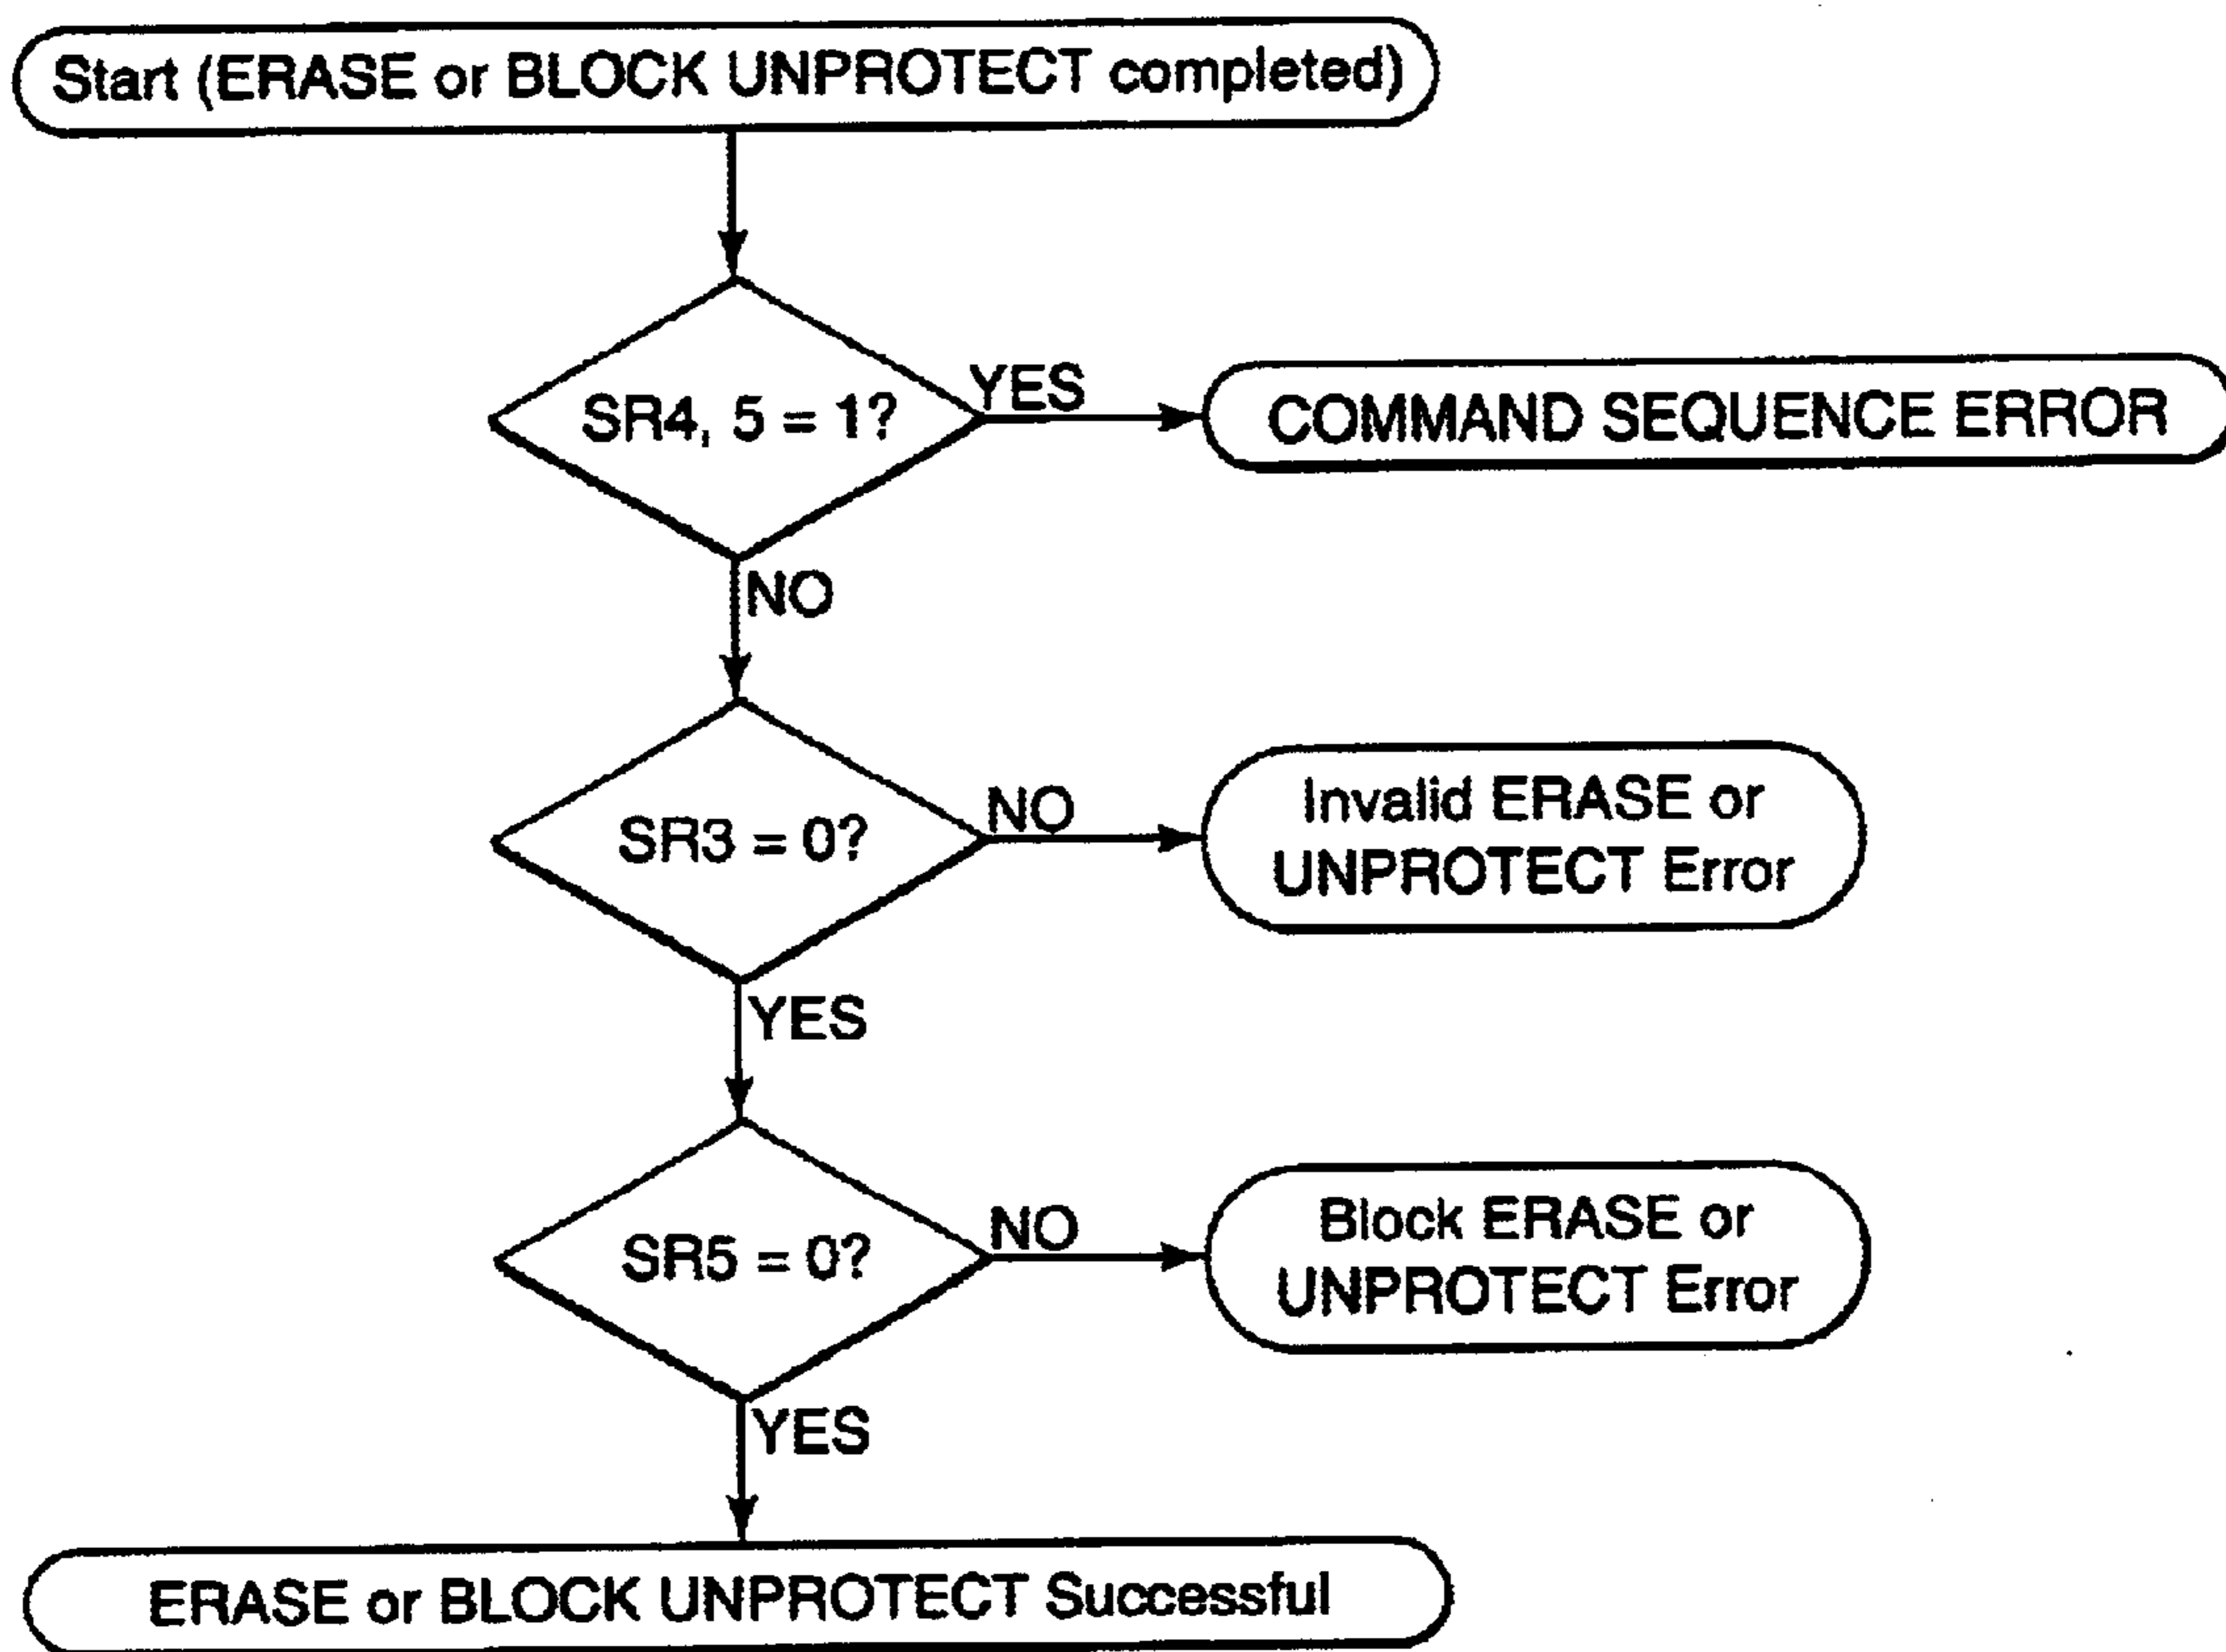 Start (ERASE or BLOCK UNPROTECT completed)
SR4, 5 = 1?
YES
COMMAND SEQUENCE ERROR
NO
SR3 = 0?
NO
Invalid ERASE or
UNPROTECT Error
YES
SR5 = 0?
NO
Block ERASE or
UNPROTECT Error
YES
ERASE or BLOCK UNPROTECT Successful